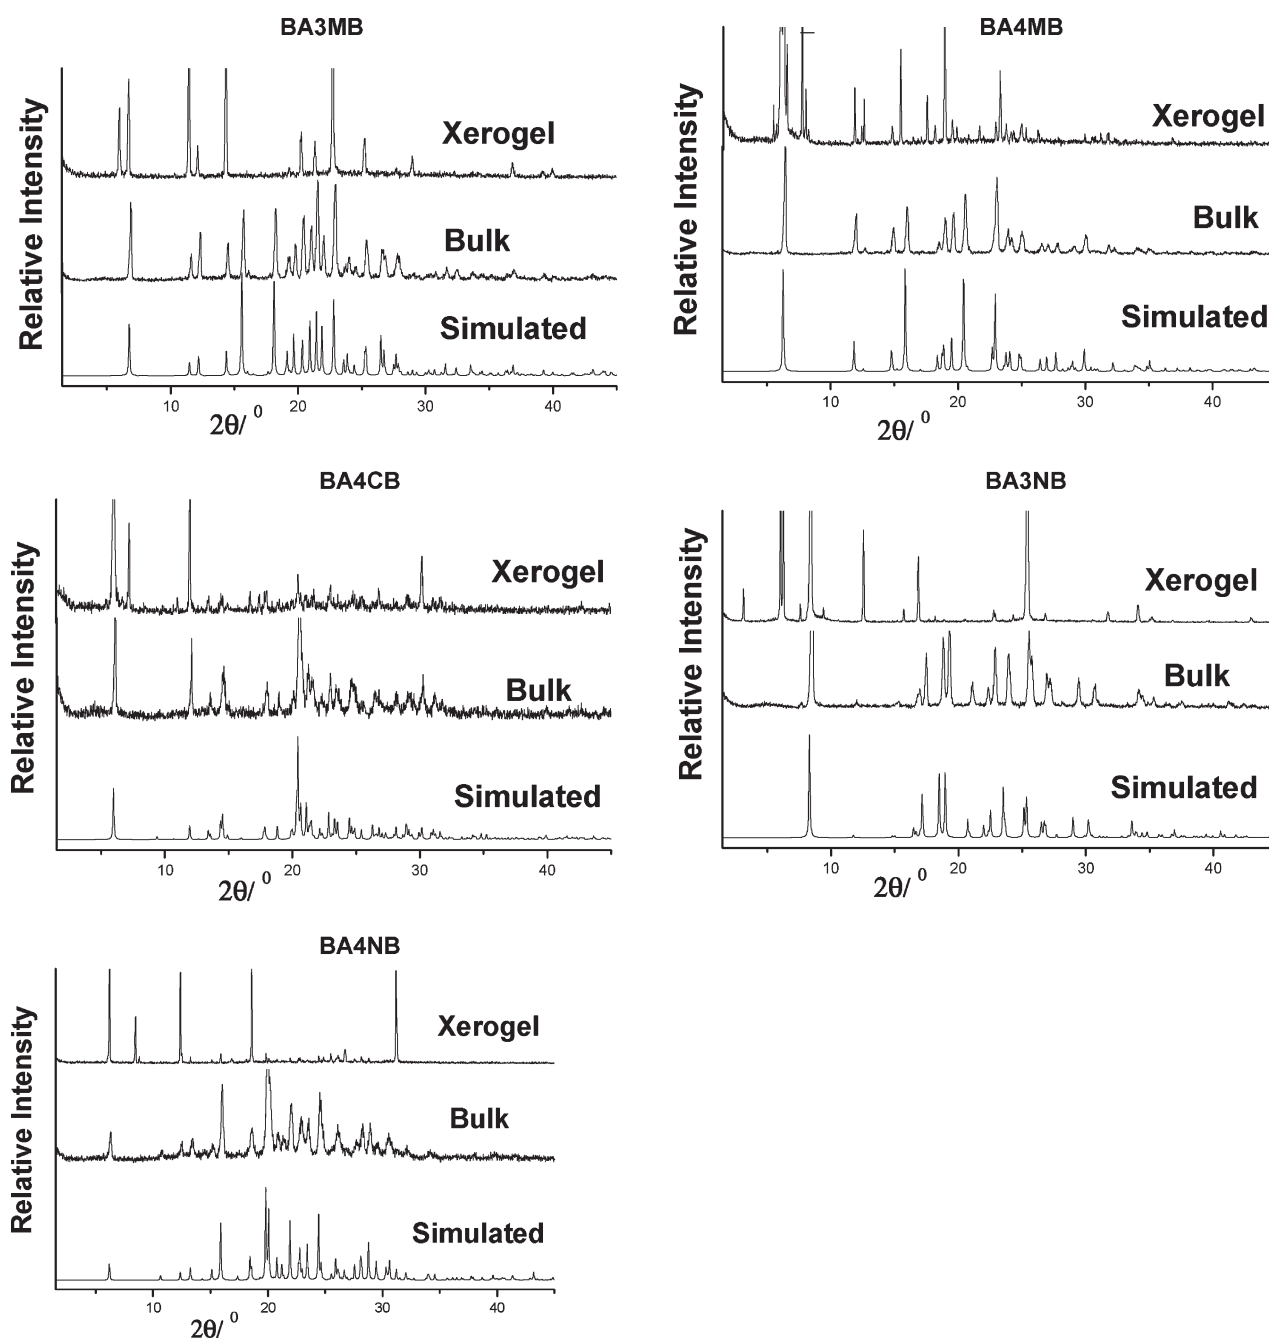 BA3MB
Relative Intensity
Xerogel
Bulk
Simulated
10 20 30 40
2θ/ 0
BA4MB
Relative Intensity
Xerogel
Bulk
Simulated
10 20 30 40
2θ/ 0
BA4CB
Relative Intensity
Xerogel
Bulk
Simulated
10 20 30 40
2θ/ 0
BA3NB
Relative Intensity
Xerogel
Bulk
Simulated
10 20 30 40
2θ/ 0
BA4NB
Relative Intensity
Xerogel
Bulk
Simulated
10 20 30 40
2θ/ 0